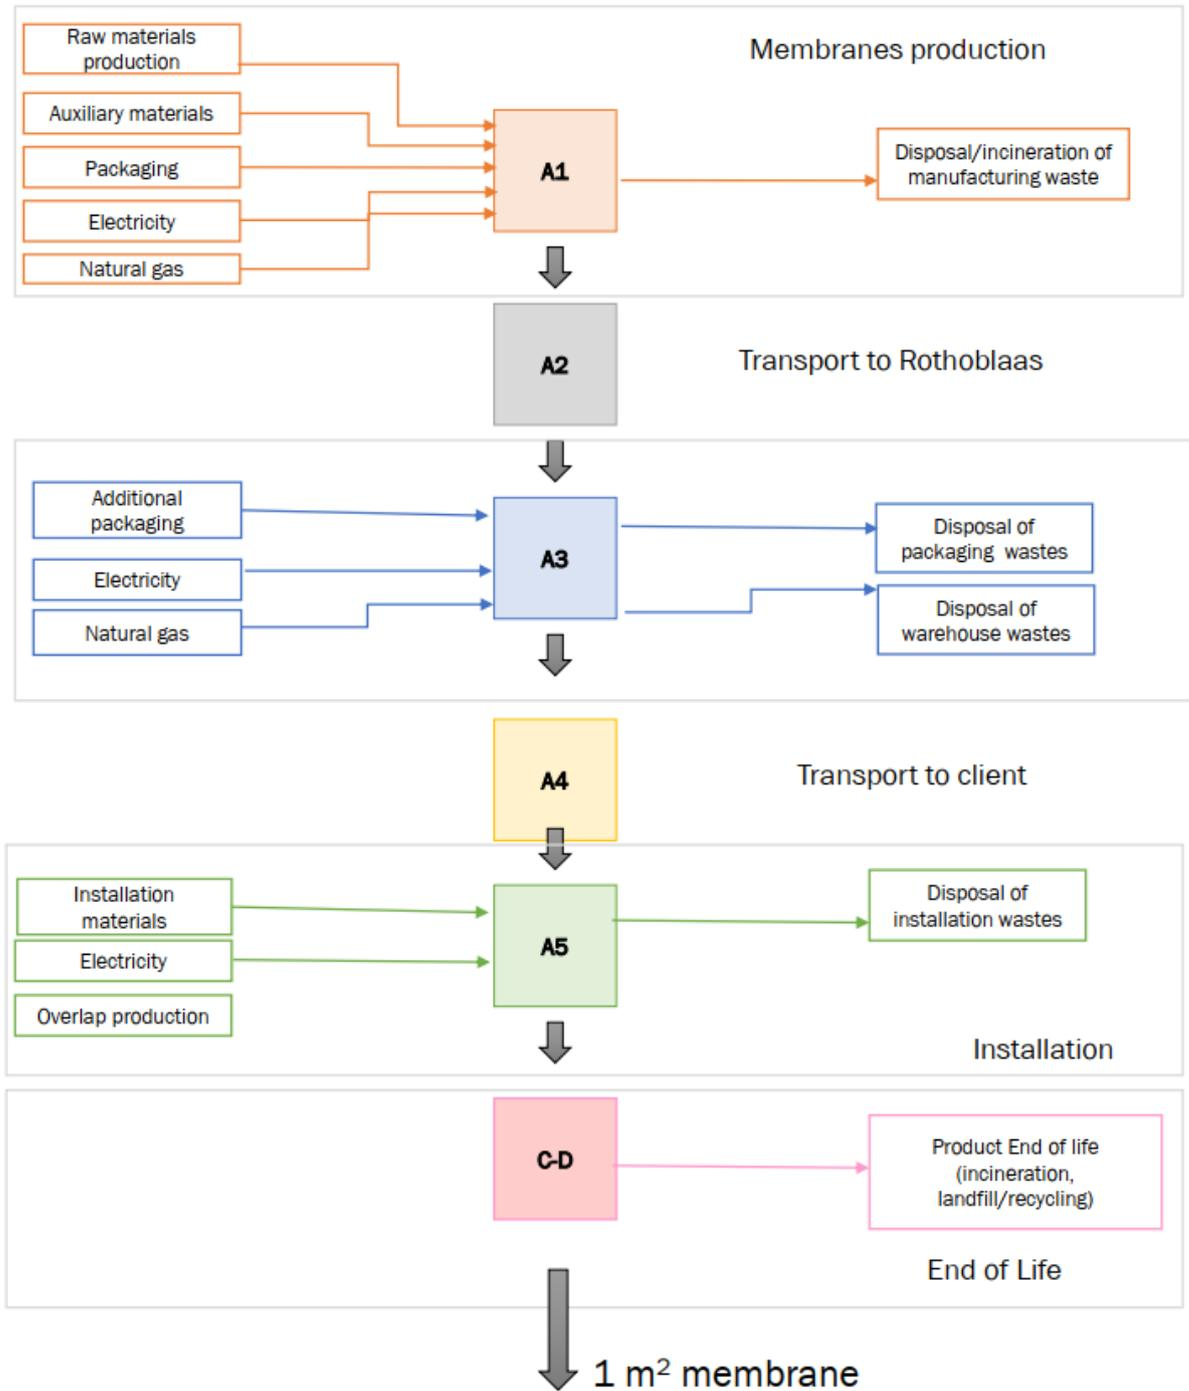 Raw materials
production
Membranes production
Auxiliary materials
Packaging
Electricity
Natural gas
A1
Disposal/incineration of
manufacturing waste
A2
Transport to Rothoblaas
Additional
packaging
Electricity
Natural gas
A3
Disposal of
packaging wastes
Disposal of
warehouse wastes
A4
Transport to client
Installation
materials
Electricity
Overlap production
A5
Disposal of
installation wastes
Installation
C-D
Product End of life
(incineration,
landfill/recycling)
End of Life
1 m² membrane